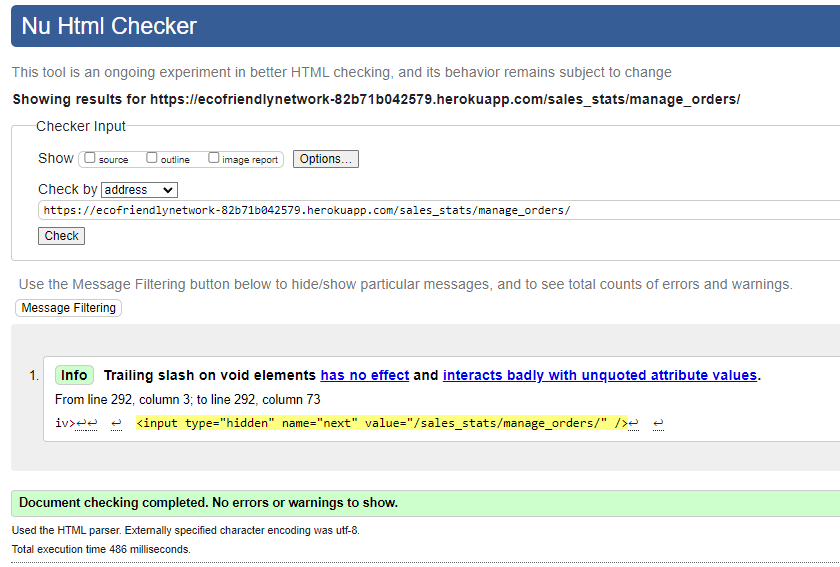 Nu Html Checker
This tool is an ongoing experiment in better HTML checking, and its behavior remains subject to change
Showing results for https://ecofriendlynetwork-82b71b042579.herokuapp.com/sales_stats/manage_orders/
Checker Input
Show source outline image report Options...
Check by address
https://ecofriendlynetwork-82b71b042579.herokuapp.com/sales_stats/manage_orders/
Check
Use the Message Filtering button below to hide/show particular messages, and to see total counts of errors and warnings.
Message Filtering
1. Info Trailing slash on void elements has no effect and interacts badly with unquoted attribute values.
From line 292, column 3; to line 292, column 73
iv>↩↩ ↩ <input type="hidden" name="next" value="/sales_stats/manage_orders/" />↩ ↩
Document checking completed. No errors or warnings to show.
Used the HTML parser. Externally specified character encoding was utf-8.
Total execution time 486 milliseconds.